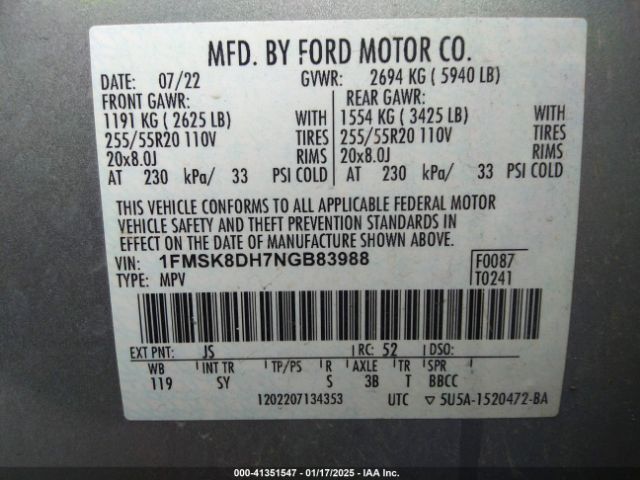 MFD. BY FORD MOTOR CO.
DATE: 07/22 GVWR: 2694 KG ( 5940 LB)
FRONT GAWR: REAR GAWR:
1191 KG ( 2625 LB) WITH 1554 KG ( 3425 LB) WITH
255/55R20 110V TIRES 255/55R20 110V TIRES
20x8.0J RIMS 20x8.0J RIMS
AT 230 kPa/ 33 PSI COLD AT 230 kPa/ 33 PSI COLD
THIS VEHICLE CONFORMS TO ALL APPLICABLE FEDERAL MOTOR
VEHICLE SAFETY AND THEFT PREVENTION STANDARDS IN
EFFECT ON THE DATE OF MANUFACTURE SHOWN ABOVE.
VIN: 1FMSK8DH7NGB83988 F0087
TYPE: MPV T0241
EXT PNT: JS RC: 52 DSO:
WB INT TR TP/PS R AXLE TR SPR
119 SY S 3B T BBCC
1202207134353 UTC ▽ 5U5A-1520472-BA
000-41351547 - 01/17/2025 - IAA Inc.